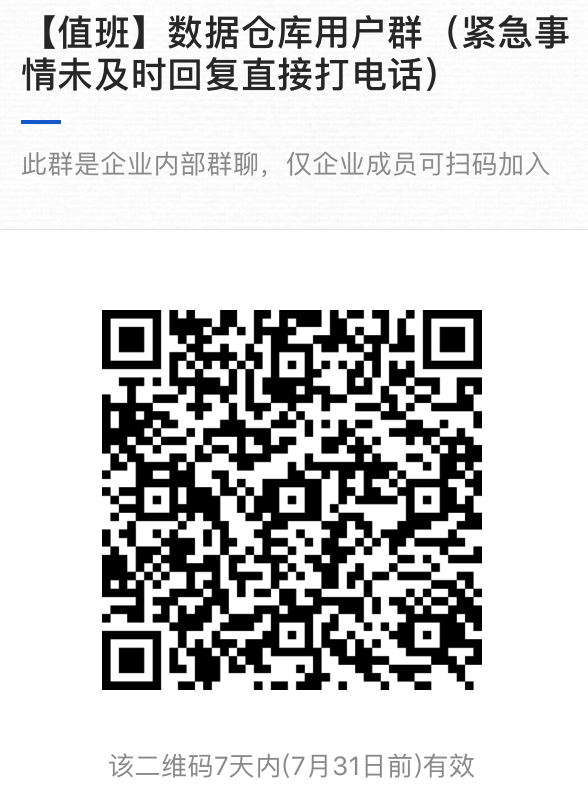 【值班】数据仓库用户群（紧急事
情未及时回复直接打电话）
此群是企业内部群聊，仅企业成员可扫码加入
该二维码7天内(7月31日前)有效